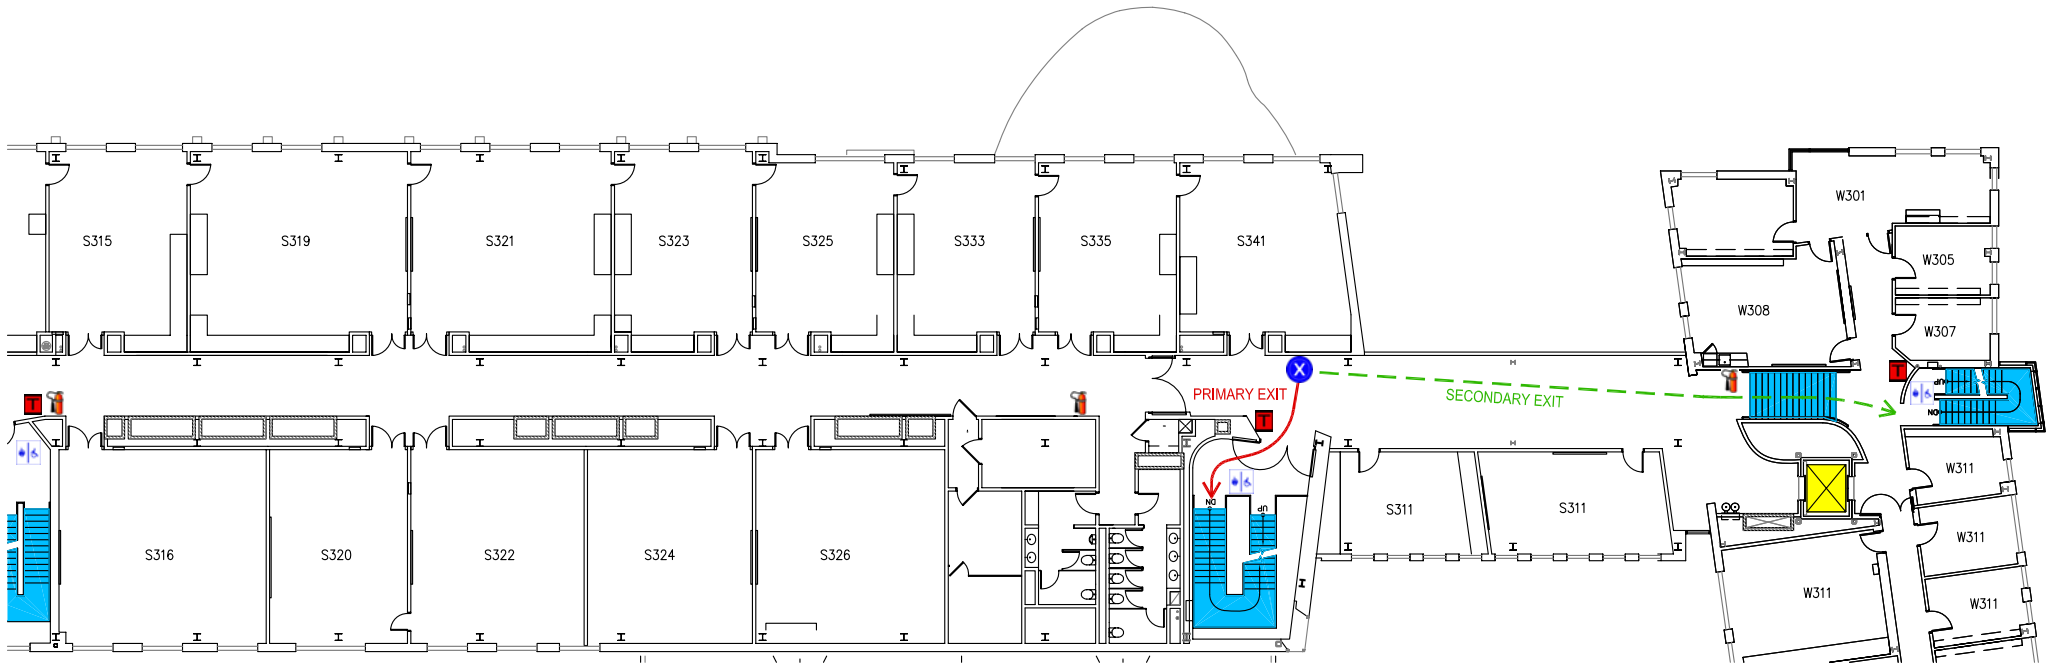 W301
S315
S319
S321
S323
S325
S333
S335
S341
W305
W308
W307
X
PRIMARY EXIT
SECONDARY EXIT
UP
DN
T
T
T
W311
DN
UP
S311
S311
W311
S316
S320
S322
S324
S326
W311
W311
W311